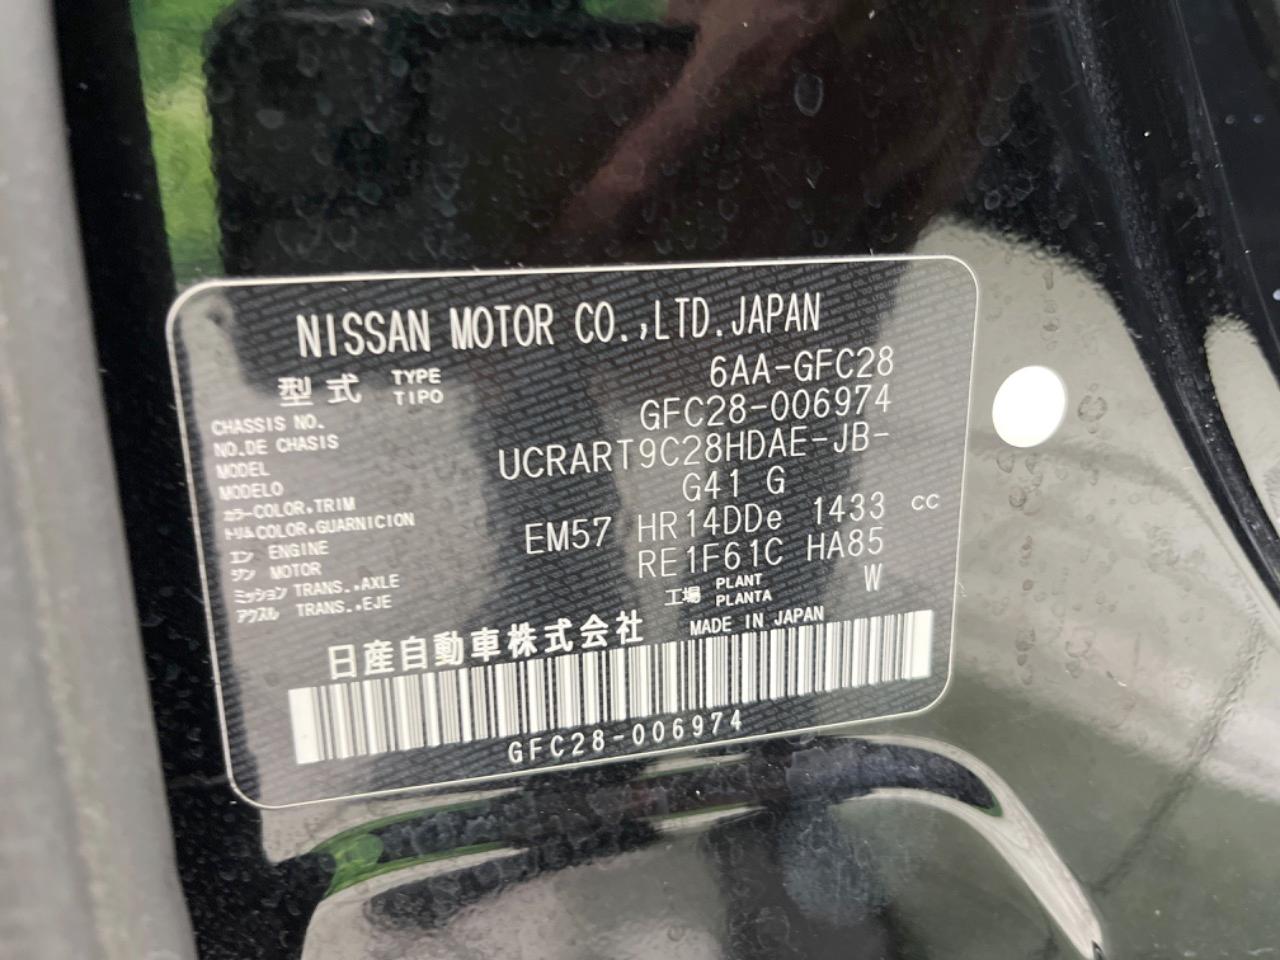 NISSAN MOTOR CO.,LTD.JAPAN
型式 TYPE TIPO 6AA-GFC28
CHASSIS NO.
NO.DE CHASIS GFC28-006974
MODEL UCRART9C28HDAE-JB-
MODELO G41 G
カラーCOLOR.TRIM
トリムCOLOR.GUARNICION
エン ENGINE EM57 HR14DDe 1433 cc
ジン MOTOR
ミッション TRANS..AXLE RE1F61C HA85
アクスル TRANS..EJE
工場 PLANT PLANTA W
日産自動車株式会社 MADE IN JAPAN
GFC28-006974